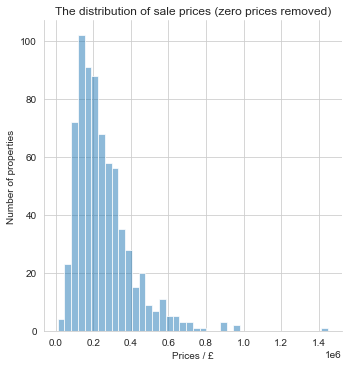 The distribution of sale prices (zero prices removed)
100
80
60
40
20
0
Number of properties
0.0 0.2 0.4 0.6 0.8 1.0 1.2 1.4
1e6
Prices / £